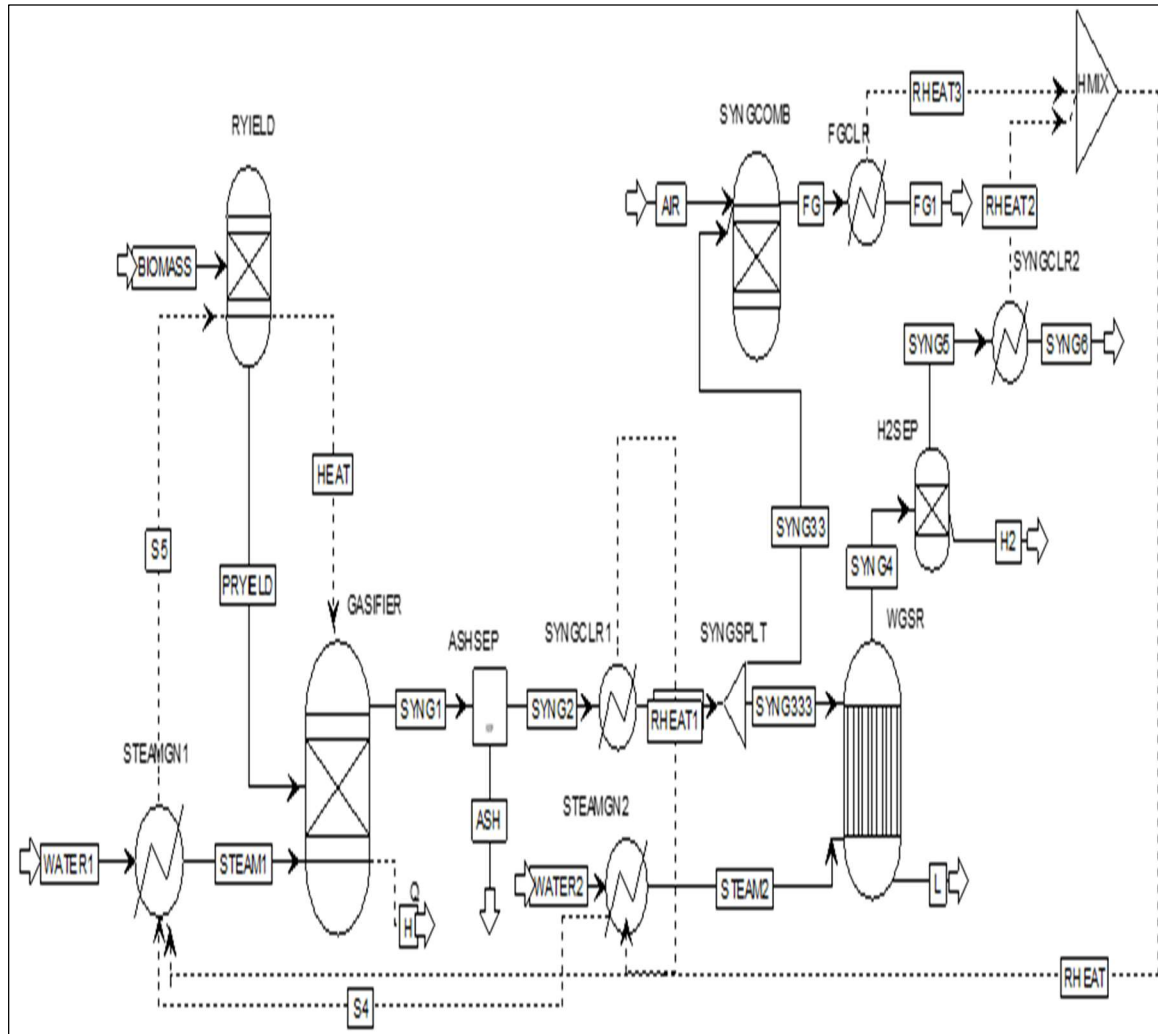 HMIX
RHEAT3
SYNGCOMB
FGCLR
RYIELD
AIR
FG
FG1
RHEAT2
BIOMASS
SYNGCLR2
SYNG5
SYNG6
H2SEP
HEAT
SYNG33
H2
S5
SYNG4
PRYIELD
GASIFIER
WGSR
ASHSEP
SYNGCLR1
SYNGSPLT
SYNG1
SYNG2
RHEAT1
SYNG333
STEAMGN1
STEAMGN2
ASH
WATER1
STEAM1
WATER2
STEAM2
L
Q
H
RHEAT
S4